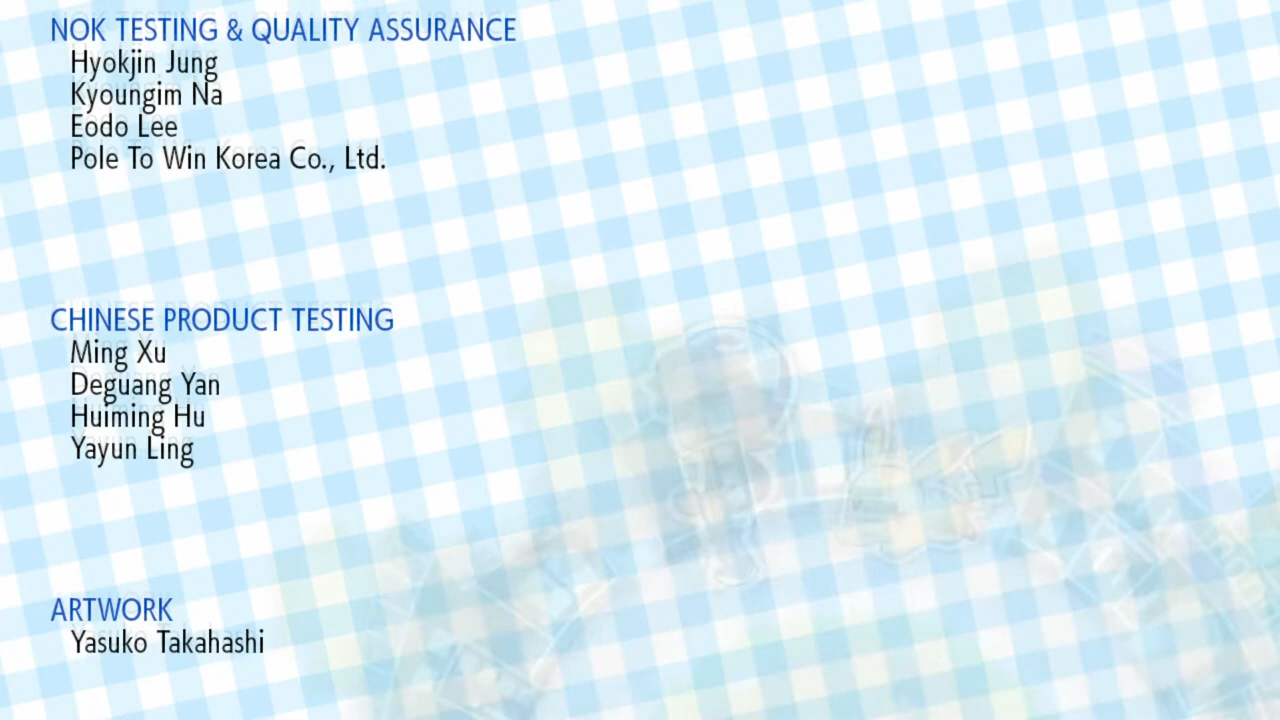 NOK TESTING & QUALITY ASSURANCE
Hyokjin Jung
Kyoungim Na
Eodo Lee
Pole To Win Korea Co., Ltd.
CHINESE PRODUCT TESTING
Ming Xu
Deguang Yan
Huiming Hu
Yayun Ling
ARTWORK
Yasuko Takahashi